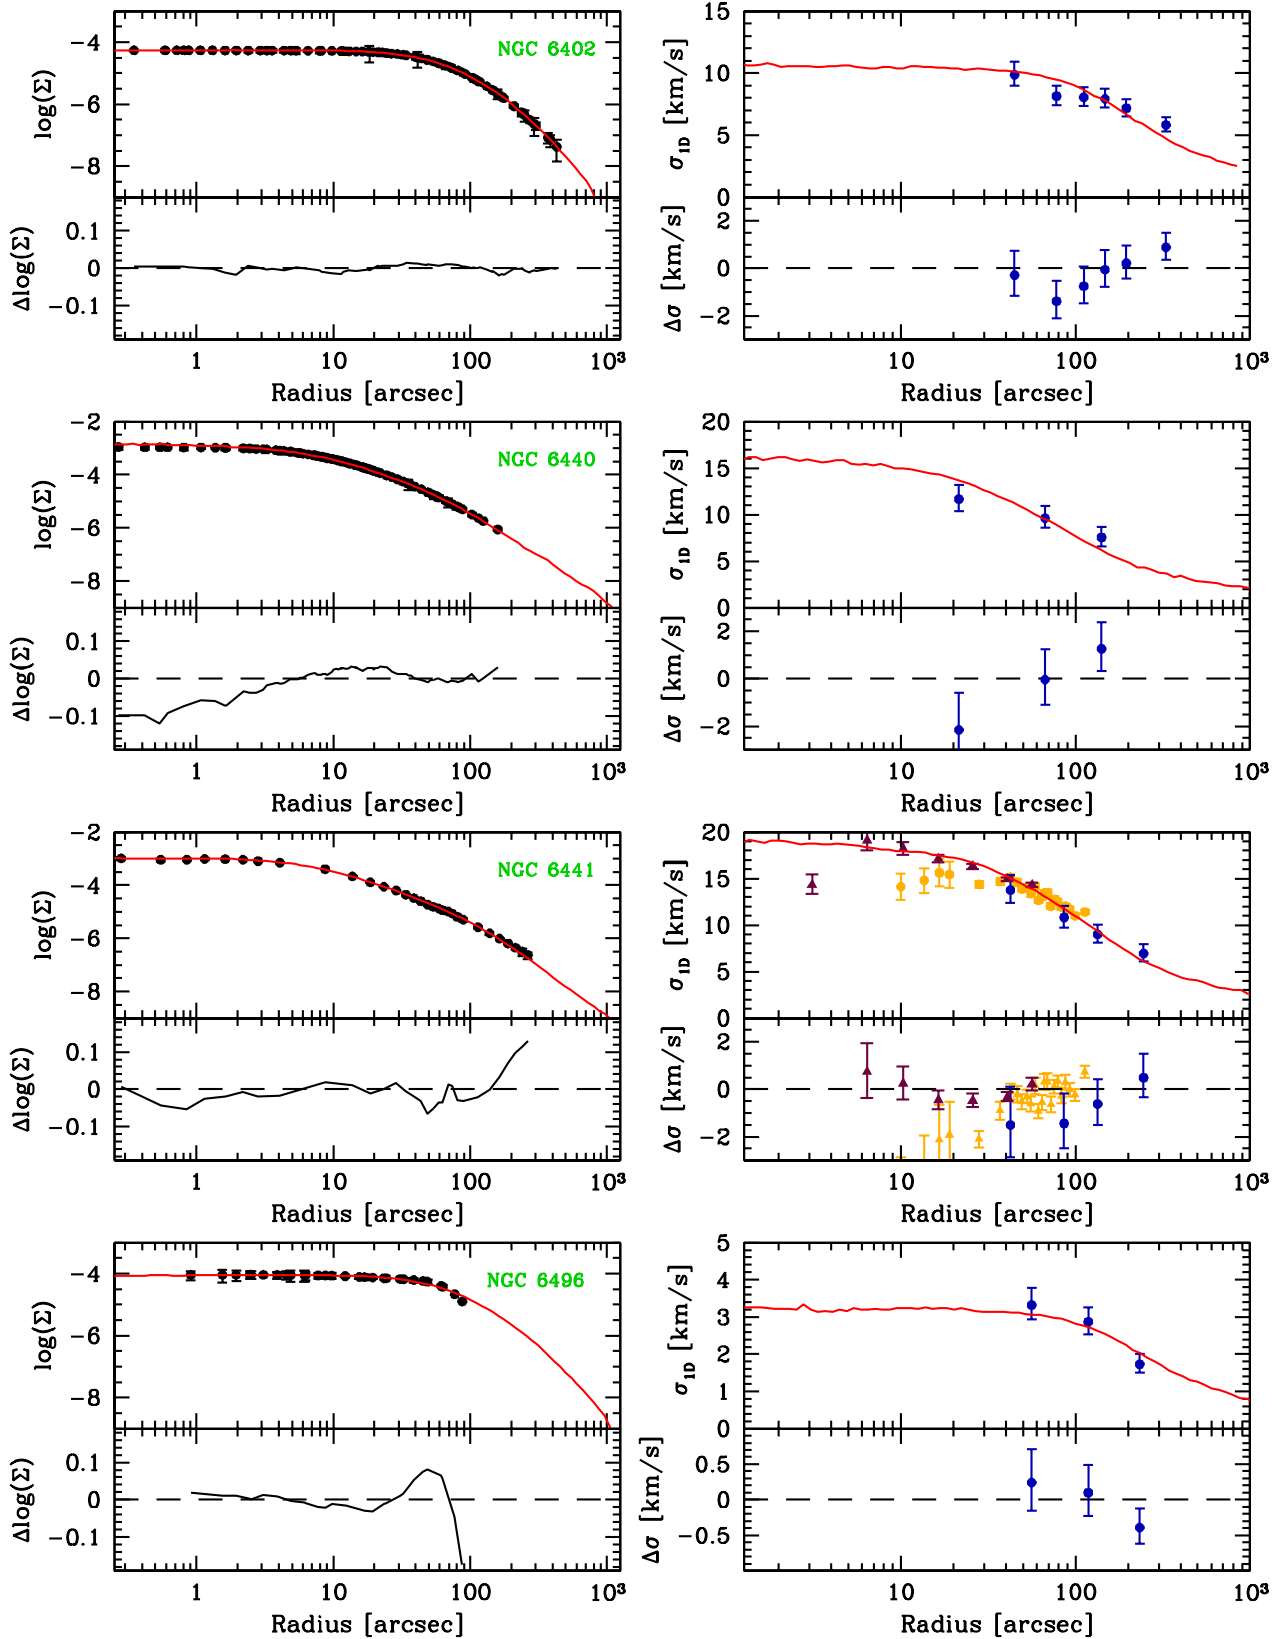 NGC 6402
log(Σ)
−4
−6
−8
Δlog(Σ)
0.1
0
−0.1
1 10 100 10³
Radius [arcsec]
σ1D [km/s]
15
10
5
0
Δσ [km/s]
2
0
−2
10 100 10³
Radius [arcsec]
NGC 6440
log(Σ)
−2
−4
−6
−8
Δlog(Σ)
0.1
0
−0.1
1 10 100 10³
Radius [arcsec]
σ1D [km/s]
20
15
10
5
0
Δσ [km/s]
2
0
−2
10 100 10³
Radius [arcsec]
NGC 6441
log(Σ)
−2
−4
−6
−8
Δlog(Σ)
0.1
0
−0.1
1 10 100 10³
Radius [arcsec]
σ1D [km/s]
20
15
10
5
0
Δσ [km/s]
2
0
−2
10 100 10³
Radius [arcsec]
NGC 6496
log(Σ)
−4
−6
−8
Δlog(Σ)
0.1
0
−0.1
1 10 100 10³
Radius [arcsec]
σ1D [km/s]
5
4
3
2
1
0
Δσ [km/s]
0.5
0
−0.5
10 100 10³
Radius [arcsec]